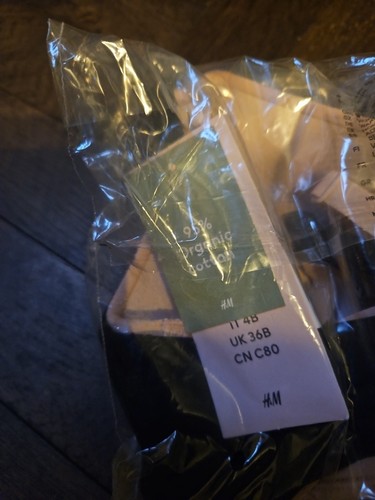 95%
Organic
cotton
H&M
IT 4B
UK 36B
CN C80
H&M